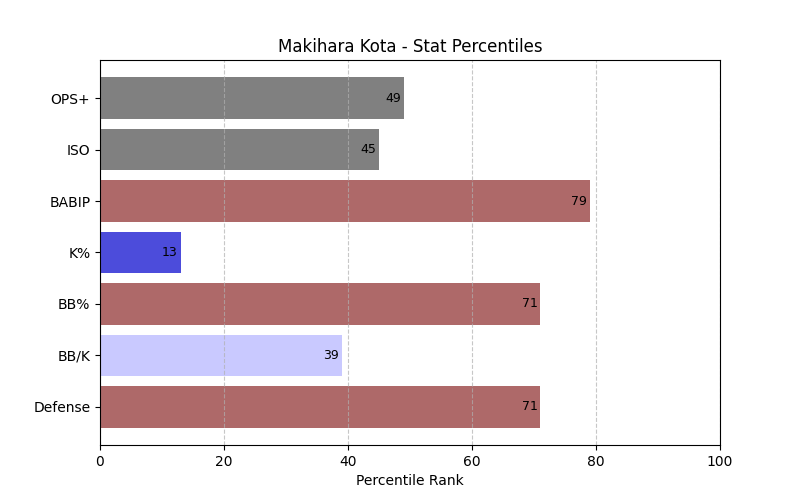 Makihara Kota - Stat Percentiles
OPS+ 49
ISO 45
BABIP 79
K% 13
BB% 71
BB/K 39
Defense 71
0 20 40 60 80 100
Percentile Rank